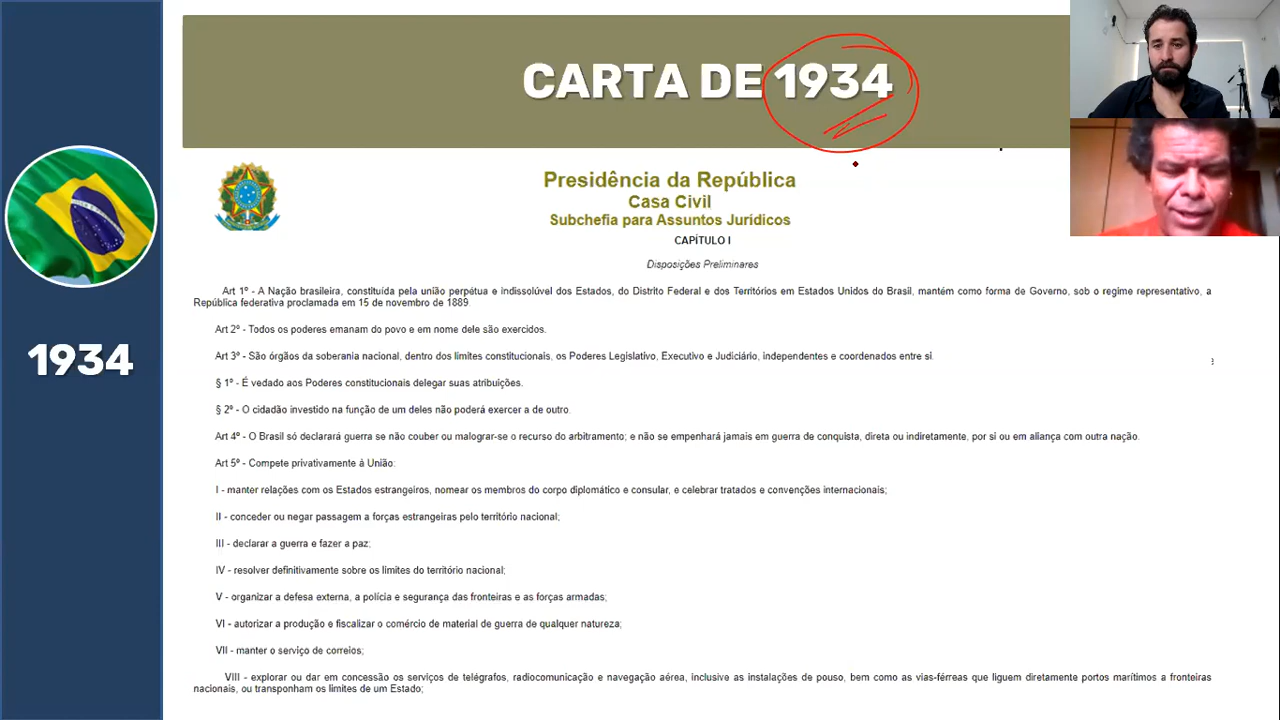 CARTA DE 1934
Presidência da República
Casa Civil
Subchefia para Assuntos Jurídicos
CAPÍTULO I
Disposições Preliminares
1934
Art 1º - A Nação brasileira, constituída pela união perpétua e indissolúvel dos Estados, do Distrito Federal e dos Territórios em Estados Unidos do Brasil, mantém como forma de Governo, sob o regime representativo, a
República federativa proclamada em 15 de novembro de 1889.
Art 2º - Todos os poderes emanam do povo e em nome dele são exercidos.
Art 3º - São órgãos da soberania nacional, dentro dos limites constitucionais, os Poderes Legislativo, Executivo e Judiciário, independentes e coordenados entre si.
§ 1º - É vedado aos Poderes constitucionais delegar suas atribuições.
§ 2º - O cidadão investido na função de um deles não poderá exercer a de outro.
Art 4º - O Brasil só declarará guerra se não couber ou malograr-se o recurso do arbitramento; e não se empenhará jamais em guerra de conquista, direta ou indiretamente, por si ou em aliança com outra nação.
Art 5º - Compete privativamente à União:
I - manter relações com os Estados estrangeiros, nomear os membros do corpo diplomático e consular, e celebrar tratados e convenções internacionais;
II - conceder ou negar passagem a forças estrangeiras pelo território nacional;
III - declarar a guerra e fazer a paz;
IV - resolver definitivamente sobre os limites do território nacional;
V - organizar a defesa externa, a polícia e segurança das fronteiras e as forças armadas;
VI - autorizar a produção e fiscalizar o comércio de material de guerra de qualquer natureza;
VII - manter o serviço de correios;
VIII - explorar ou dar em concessão os serviços de telégrafos, radiocomunicação e navegação aérea, inclusive as instalações de pouso, bem como as vias-férreas que liguem diretamente portos marítimos a fronteiras
nacionais, ou transponham os limites de um Estado;